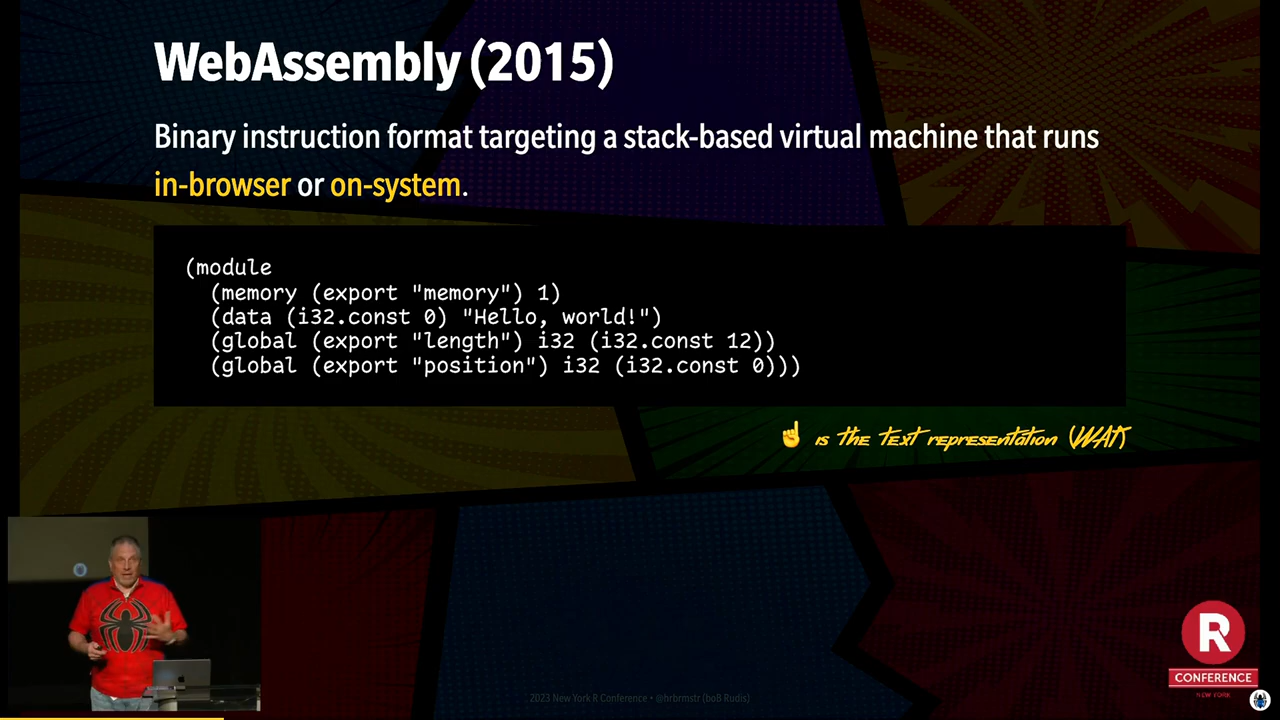 WebAssembly (2015)
Binary instruction format targeting a stack-based virtual machine that runs
in-browser or on-system.
(module
  (memory (export "memory") 1)
  (data (i32.const 0) "Hello, world!")
  (global (export "length") i32 (i32.const 12))
  (global (export "position") i32 (i32.const 0)))
☝️ is the text representation (WAT)
R
CONFERENCE
NEW YORK
2023 New York R Conference • @hrbrmstr (boB Rudis)